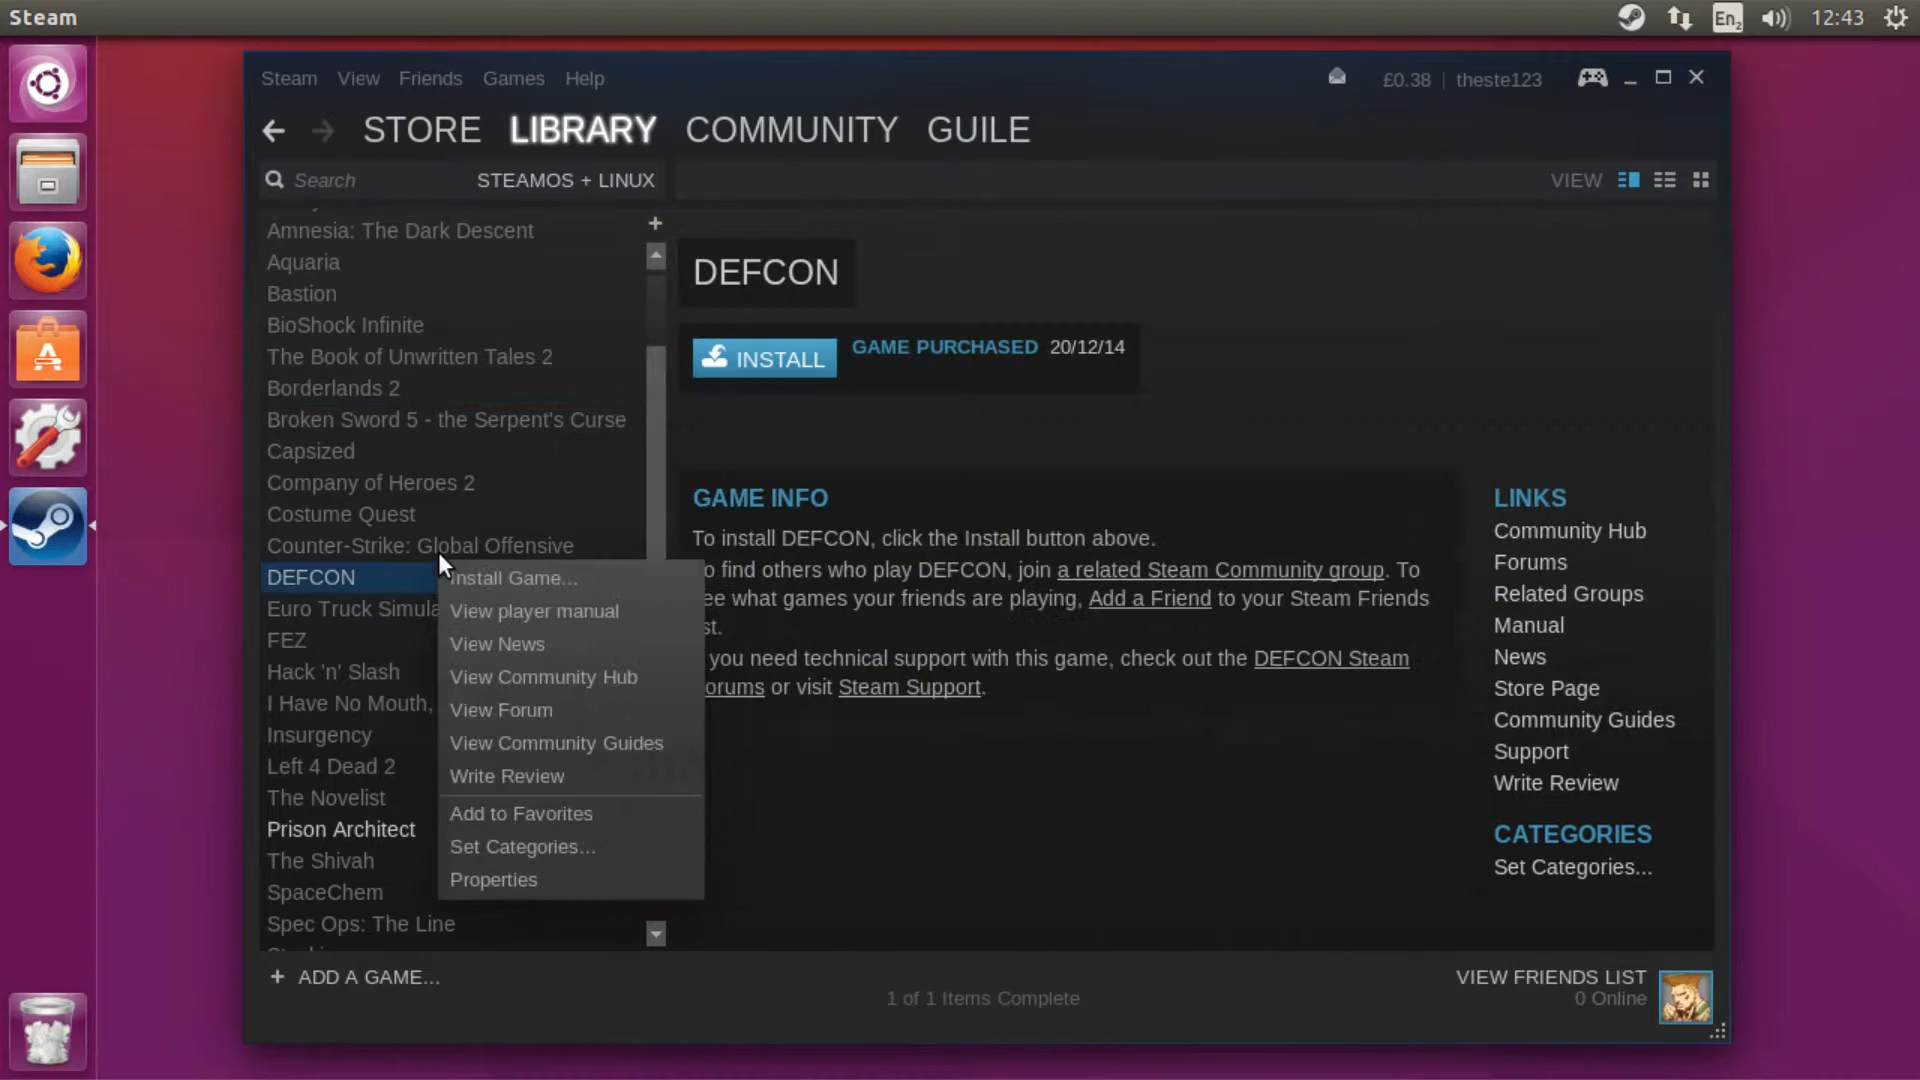 Steam
En2
12:43
Steam View Friends Games Help
£0.38 | theste123
STORE LIBRARY COMMUNITY GUILE
Search
STEAMOS + LINUX
VIEW
Amnesia: The Dark Descent
Aquaria
Bastion
BioShock Infinite
The Book of Unwritten Tales 2
Borderlands 2
Broken Sword 5 - the Serpent's Curse
Capsized
Company of Heroes 2
Costume Quest
Counter-Strike: Global Offensive
DEFCON
Euro Truck Simula
FEZ
Hack 'n' Slash
I Have No Mouth,
Insurgency
Left 4 Dead 2
The Novelist
Prison Architect
The Shivah
SpaceChem
Spec Ops: The Line
+ ADD A GAME...
Install Game...
View player manual
View News
View Community Hub
View Forum
View Community Guides
Write Review
Add to Favorites
Set Categories...
Properties
DEFCON
INSTALL
GAME PURCHASED 20/12/14
GAME INFO
To install DEFCON, click the Install button above.
o find others who play DEFCON, join a related Steam Community group. To
ee what games your friends are playing, Add a Friend to your Steam Friends
st.
you need technical support with this game, check out the DEFCON Steam
orums or visit Steam Support.
LINKS
Community Hub
Forums
Related Groups
Manual
News
Store Page
Community Guides
Support
Write Review
CATEGORIES
Set Categories...
1 of 1 Items Complete
VIEW FRIENDS LIST
0 Online